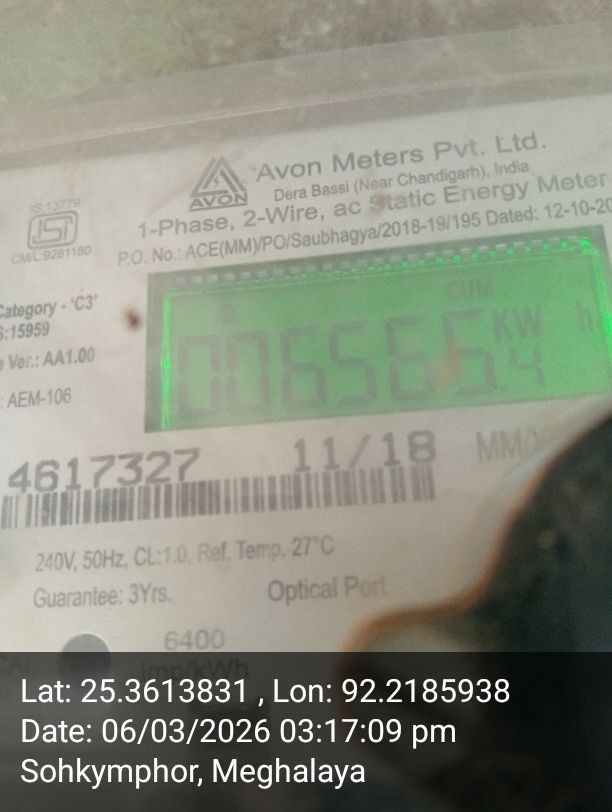 Avon Meters Pvt. Ltd.
AVON
Dera Bassi (Near Chandigarh), India
1-Phase, 2-Wire, ac Static Energy Meter
P.O. No.: ACE(MM)/PO/Saubhagya/2018-19/195 Dated: 12-10-20
IS:13779
ISI
CM/L:9281180
Category - 'C3'
S:15959
e Ver.: AA1.00
: AEM-106
CUM
KW h
4617327
11/18 MM/
240V, 50Hz, CL:1.0, Ref. Temp. 27°C
Guarantee: 3Yrs.
Optical Port
6400
imp/kWh
Lat: 25.3613831 , Lon: 92.2185938
Date: 06/03/2026 03:17:09 pm
Sohkymphor, Meghalaya